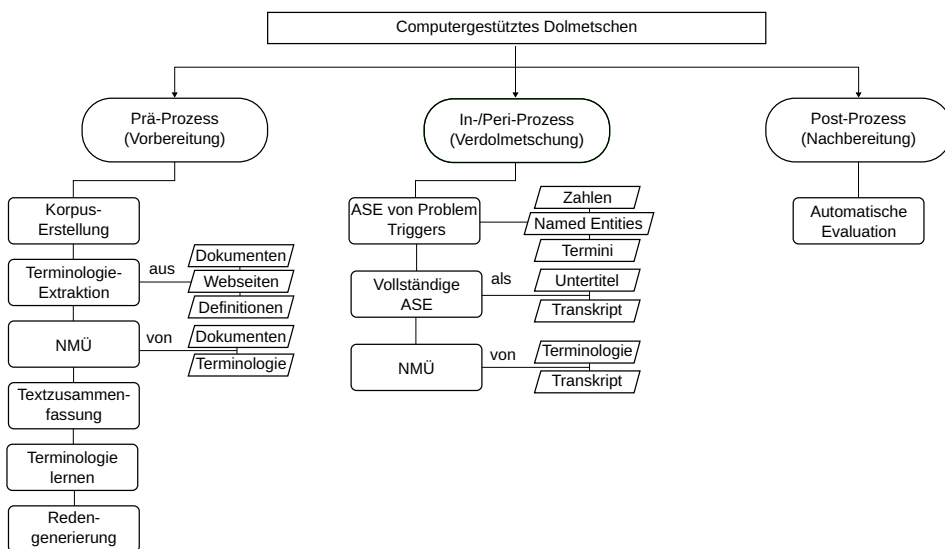 Computergestütztes Dolmetschen
Prä-Prozess
(Vorbereitung)
In-/Peri-Prozess
(Verdolmetschung)
Post-Prozess
(Nachbereitung)
Korpus-
Erstellung
Terminologie-
Extraktion
aus
Dokumenten
Webseiten
Definitionen
NMÜ
von
Dokumenten
Terminologie
Textzusammen-
fassung
Terminologie
lernen
Reden-
generierung
ASE von Problem
Triggers
Zahlen
Named Entities
Termini
Vollständige
ASE
als
Untertitel
Transkript
NMÜ
von
Terminologie
Transkript
Automatische
Evaluation